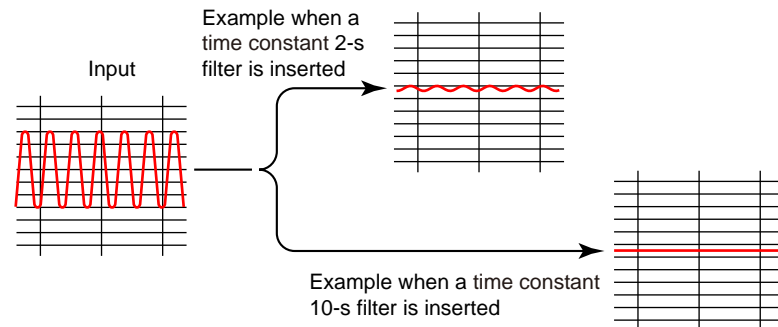 Example when a
time constant 2-s
filter is inserted
Input
Example when a time constant
10-s filter is inserted